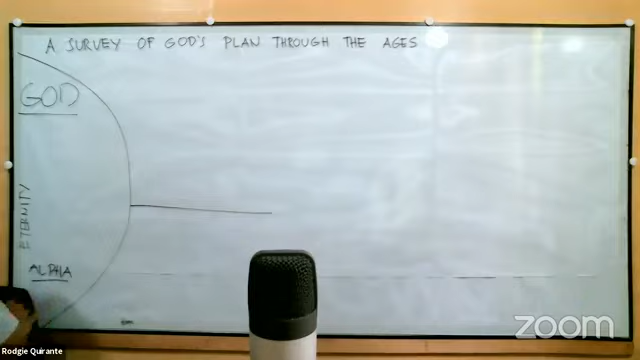 A SURVEY OF GOD'S PLAN THROUGH THE AGES
GOD
ETERNITY
ALPHA
zoom
Rodgie Quirante